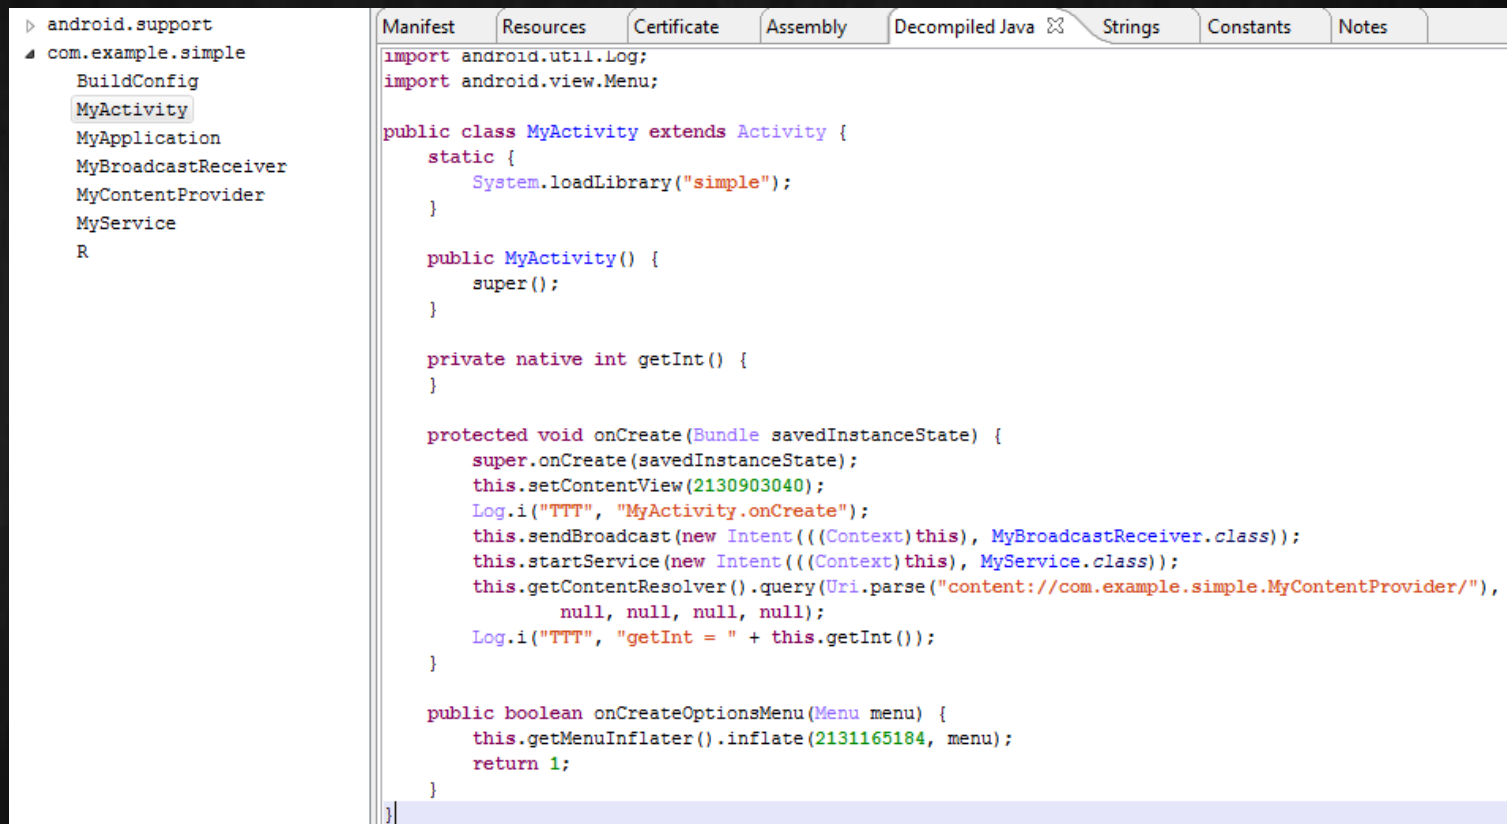 android.support
com.example.simple
BuildConfig
MyActivity
MyApplication
MyBroadcastReceiver
MyContentProvider
MyService
R
Manifest Resources Certificate Assembly Decompiled Java Strings Constants Notes
import android.util.Log;
import android.view.Menu;
public class MyActivity extends Activity {
static {
System.loadLibrary("simple");
}
public MyActivity() {
super();
}
private native int getInt() {
}
protected void onCreate(Bundle savedInstanceState) {
super.onCreate(savedInstanceState);
this.setContentView(2130903040);
Log.i("TTT", "MyActivity.onCreate");
this.sendBroadcast(new Intent(((Context)this), MyBroadcastReceiver.class));
this.startService(new Intent(((Context)this), MyService.class));
this.getContentResolver().query(Uri.parse("content://com.example.simple.MyContentProvider/"),
null, null, null, null);
Log.i("TTT", "getInt = " + this.getInt());
}
public boolean onCreateOptionsMenu(Menu menu) {
this.getMenuInflater().inflate(2131165184, menu);
return 1;
}
}